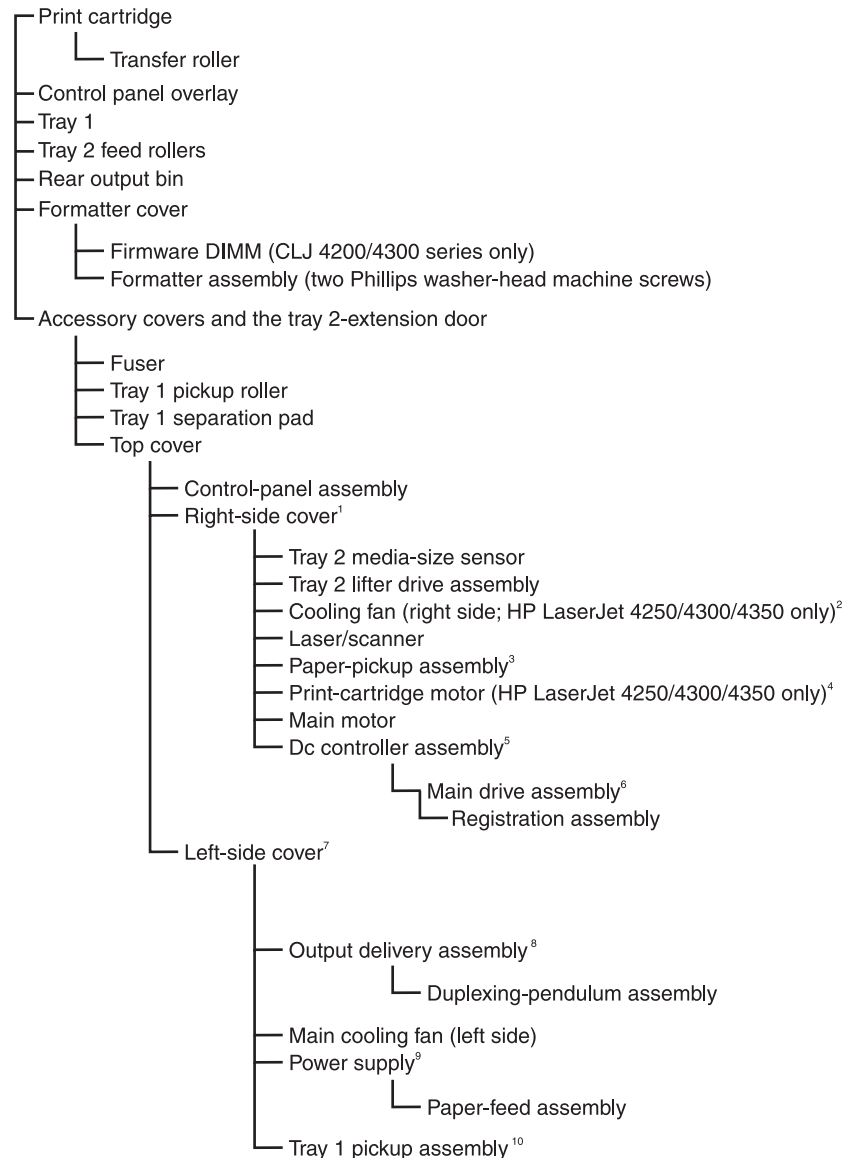 Print cartridge
Transfer roller
Control panel overlay
Tray 1
Tray 2 feed rollers
Rear output bin
Formatter cover
Firmware DIMM (CLJ 4200/4300 series only)
Formatter assembly (two Phillips washer-head machine screws)
Accessory covers and the tray 2-extension door
Fuser
Tray 1 pickup roller
Tray 1 separation pad
Top cover
Control-panel assembly
Right-side cover¹
Tray 2 media-size sensor
Tray 2 lifter drive assembly
Cooling fan (right side; HP LaserJet 4250/4300/4350 only)²
Laser/scanner
Paper-pickup assembly³
Print-cartridge motor (HP LaserJet 4250/4300/4350 only)⁴
Main motor
Dc controller assembly⁵
Main drive assembly⁶
Registration assembly
Left-side cover⁷
Output delivery assembly⁸
Duplexing-pendulum assembly
Main cooling fan (left side)
Power supply⁹
Paper-feed assembly
Tray 1 pickup assembly¹⁰